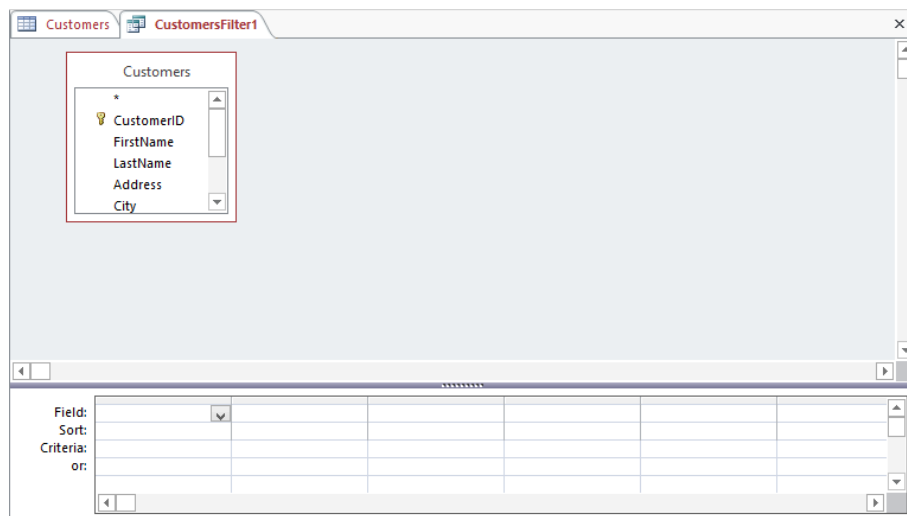 Customers CustomersFilter1
Customers
*
CustomerID
FirstName
LastName
Address
City
Field:
Sort:
Criteria:
or: